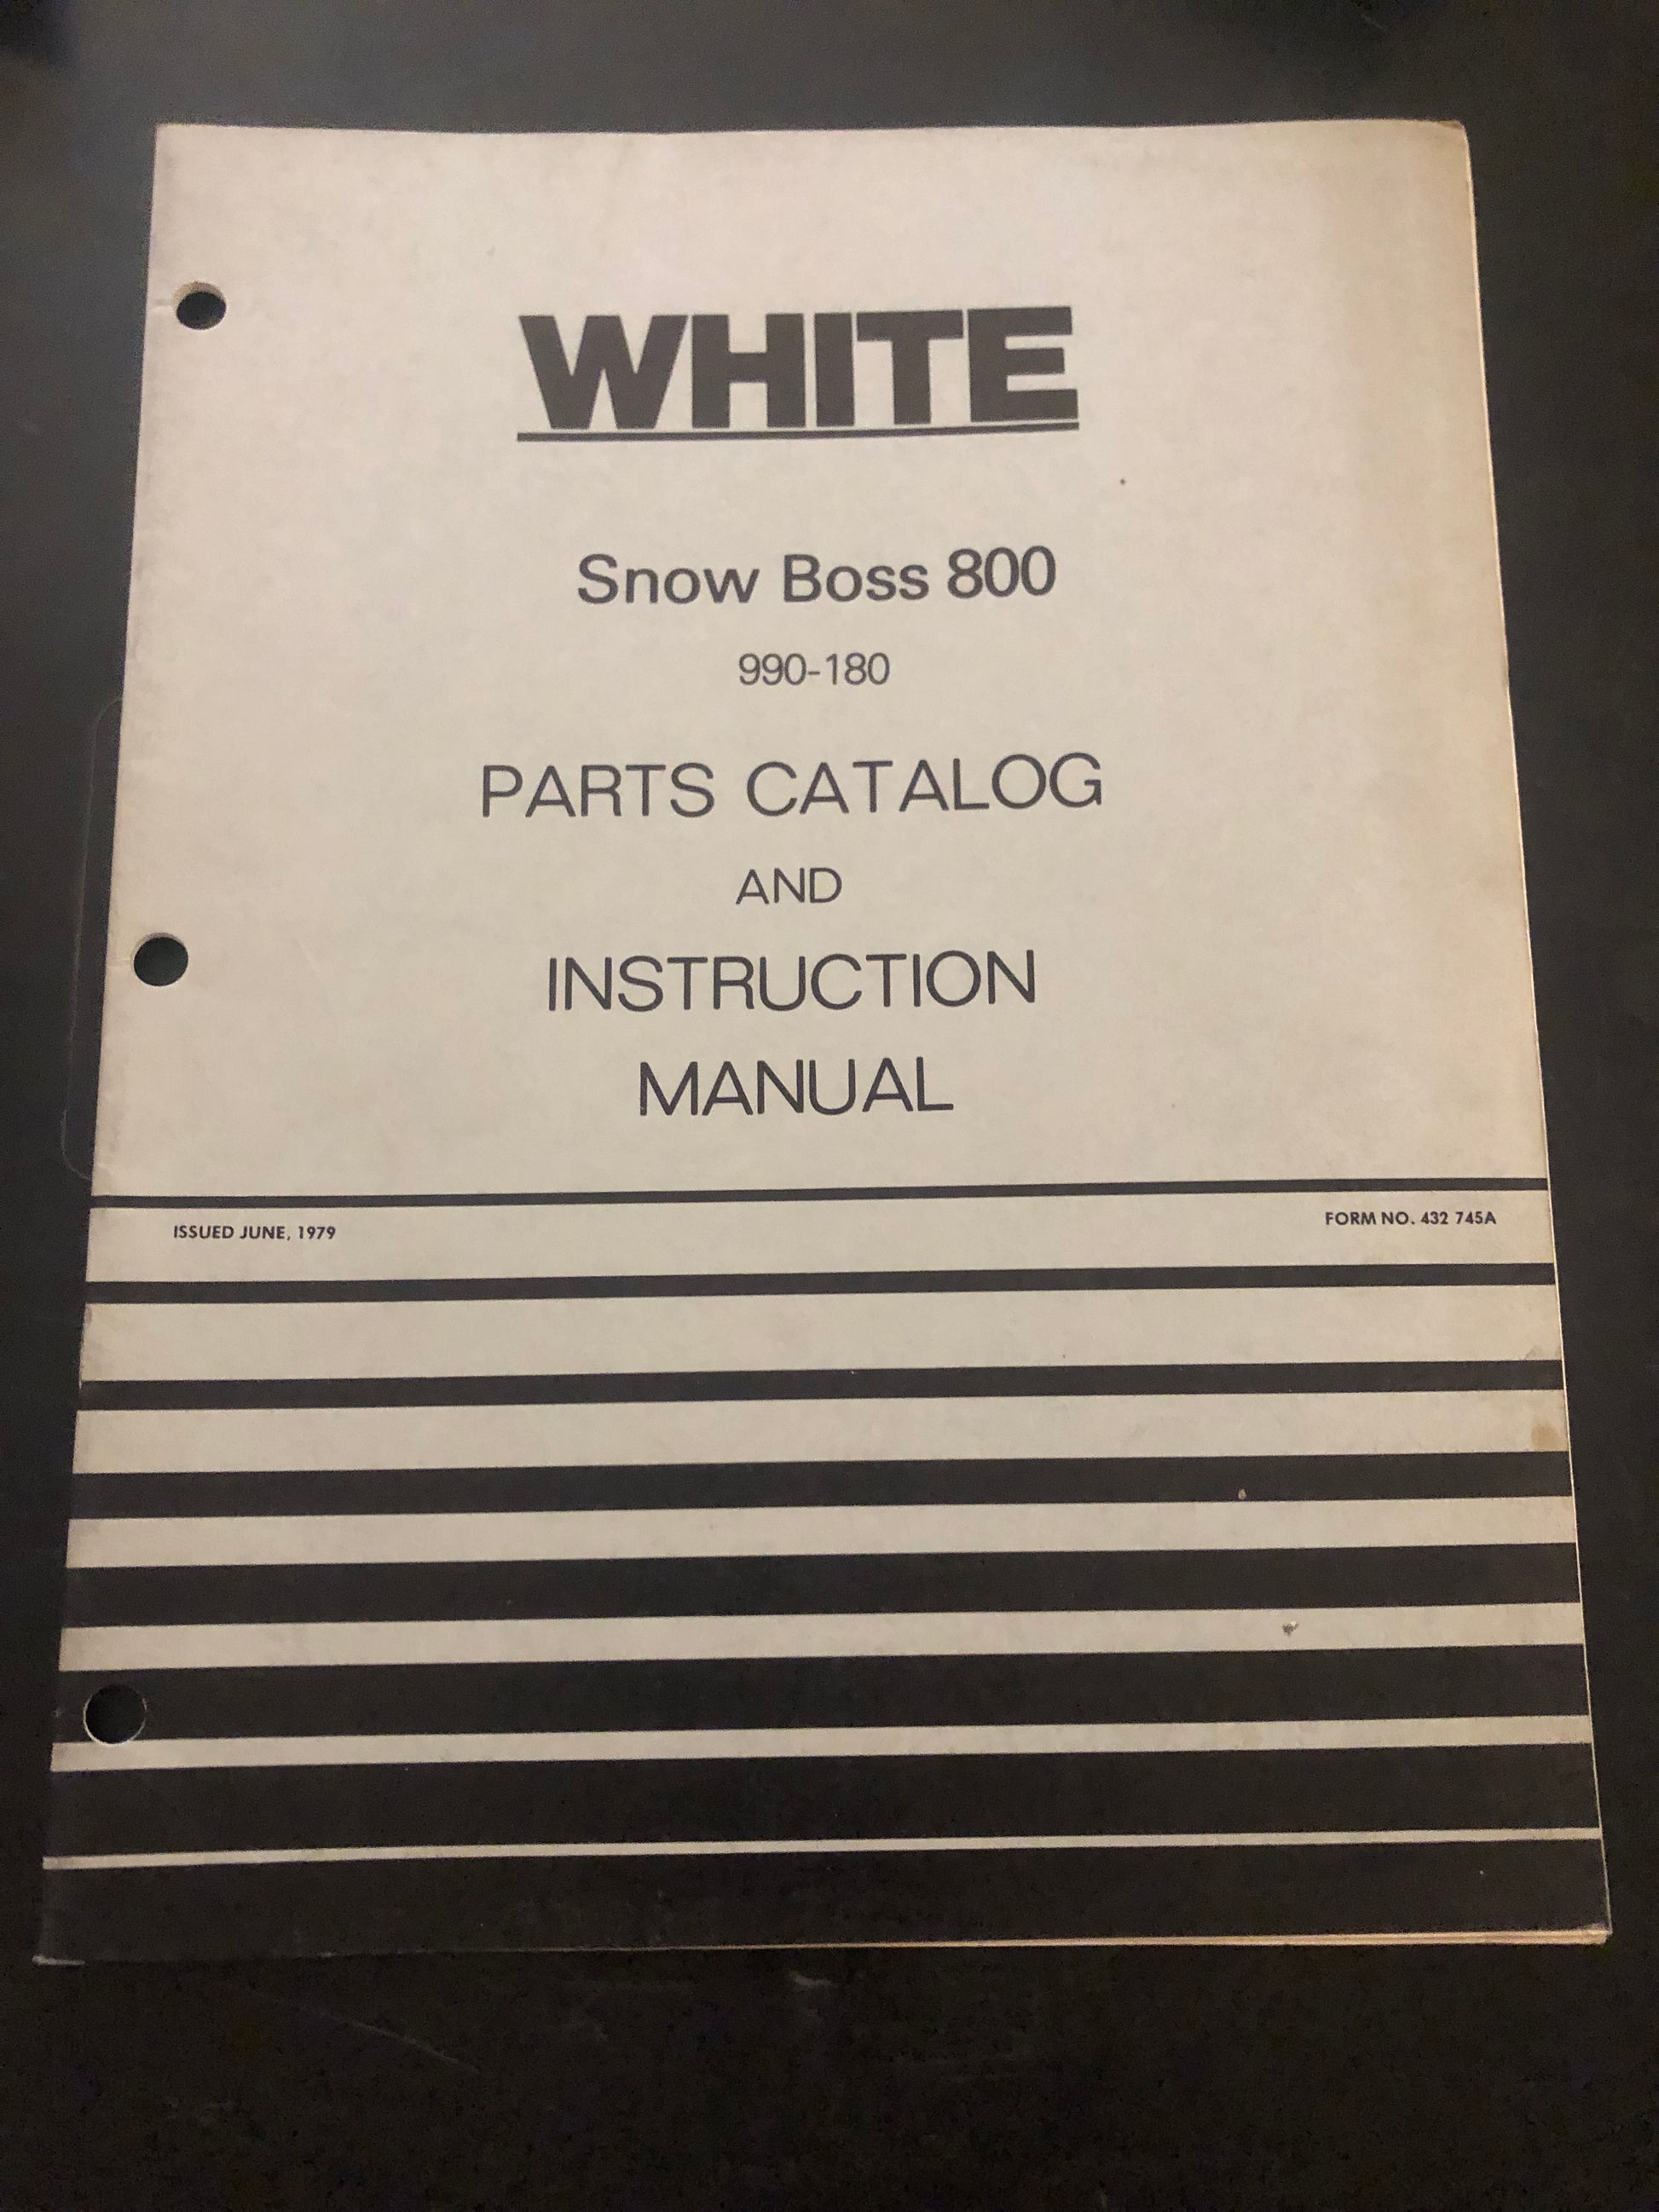 WHITE
Snow Boss 800
990-180
PARTS CATALOG
AND
INSTRUCTION
MANUAL
ISSUED JUNE, 1979
FORM NO. 432 745A